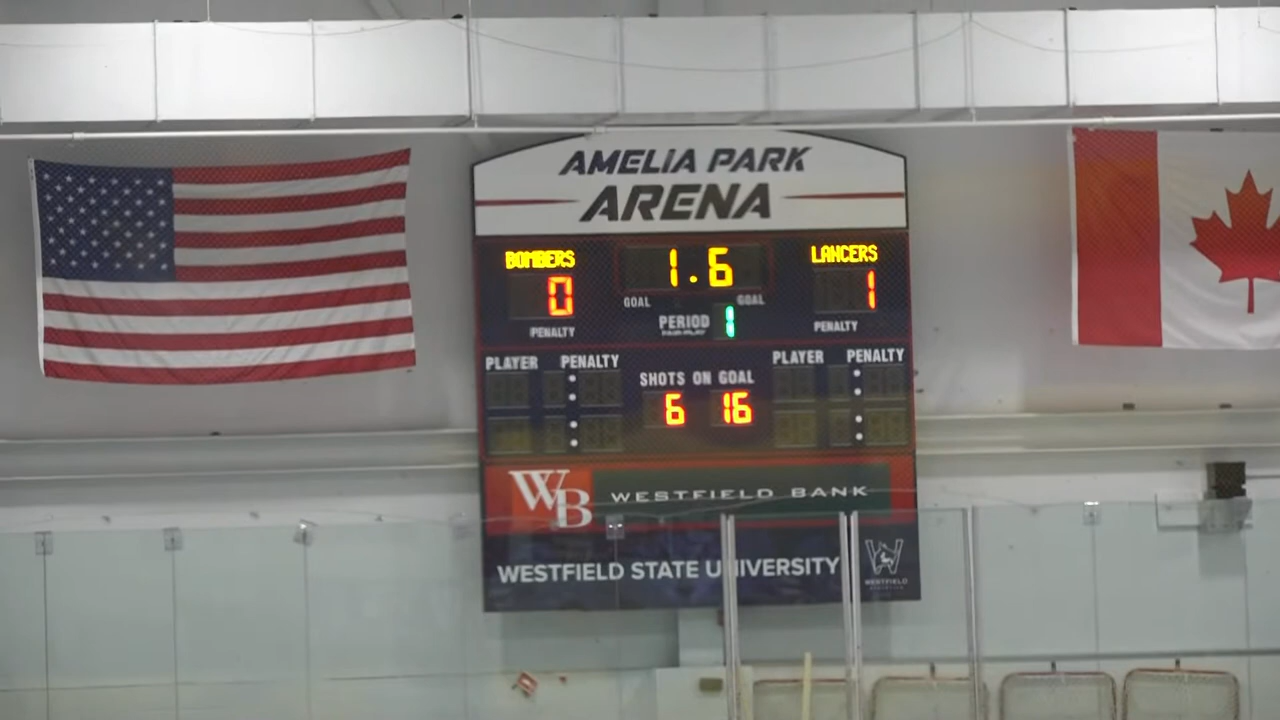 AMELIA PARK
ARENA
BOMBERS 1.6 LANCERS
0 1
GOAL GOAL
PERIOD 1
PENALTY PENALTY
PLAYER PENALTY PLAYER PENALTY
SHOTS ON GOAL
6 16
WB WESTFIELD BANK
WESTFIELD STATE UNIVERSITY
W
WESTFIELD